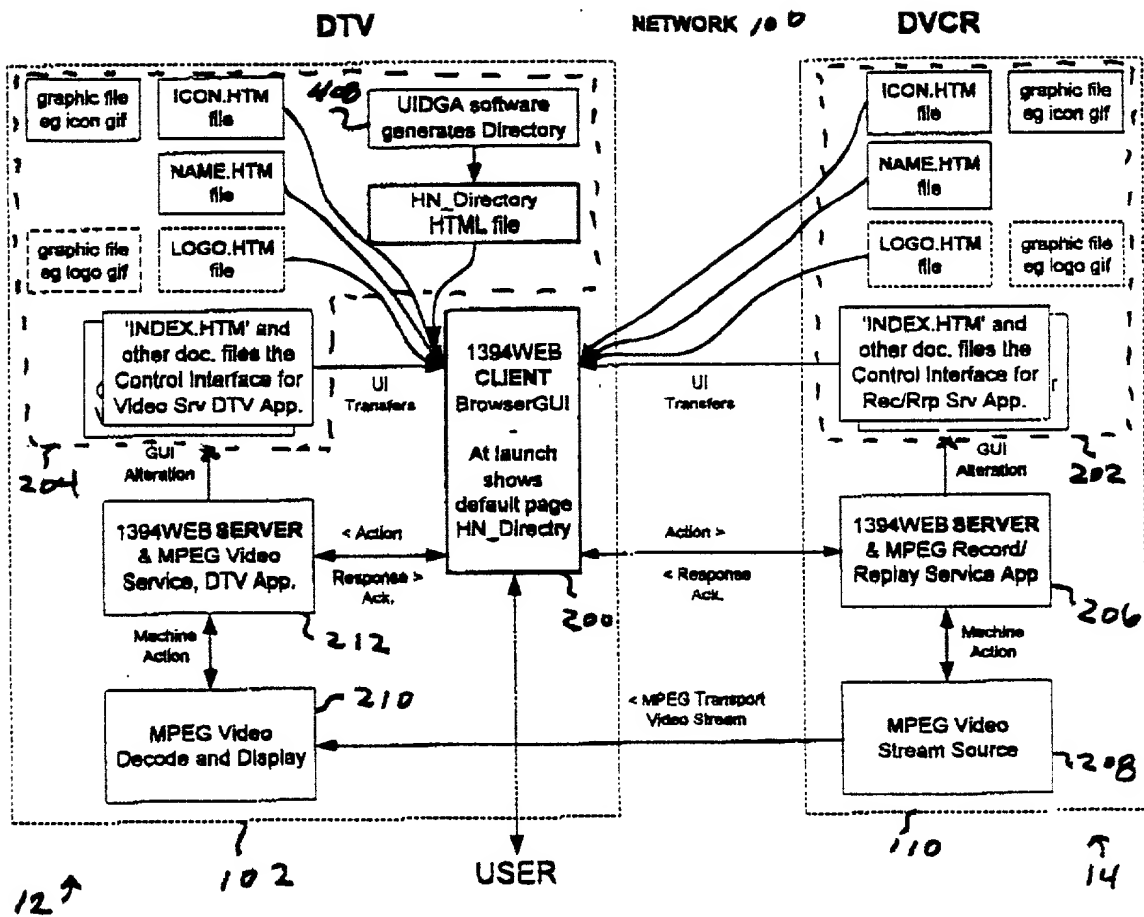 DTV
NETWORK 100
DVCR
graphic file
eg icon gif
ICON.HTM
file
408
UIDGA software
generates Directory
ICON.HTM
file
graphic file
eg icon gif
NAME.HTM
file
HN_Directory
HTML file
NAME.HTM
file
graphic file
eg logo gif
LOGO.HTM
file
LOGO.HTM
file
graphic file
eg logo gif
'INDEX.HTM' and
other doc. files the
Control Interface for
Video Srv DTV App.
UI
Transfers
1394WEB
CLIENT
BrowserGUI
-
At launch
shows
default page
HN_Directry
UI
Transfers
'INDEX.HTM' and
other doc. files the
Control Interface for
Rec/Rrp Srv App.
r
204
GUI
Alteration
GUI
Alteration
202
1394WEB SERVER
& MPEG Video
Service, DTV App.
< Action
Response >
Ack.
Action >
< Response
Ack.
1394WEB SERVER
& MPEG Record/
Replay Service App
212
200
206
Machine
Action
Machine
Action
210
MPEG Video
Decode and Display
< MPEG Transport
Video Stream
MPEG Video
Stream Source
208
102
USER
110
12
14